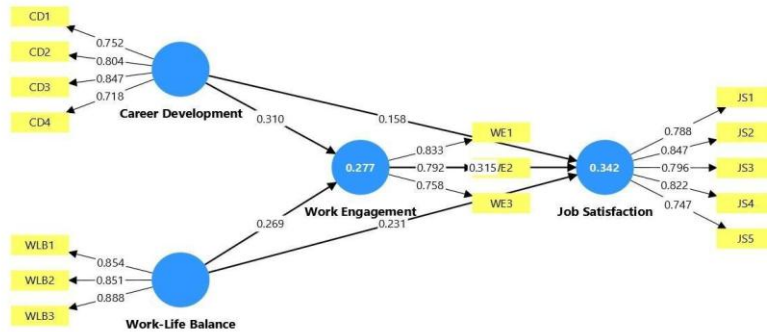 CD1
0.752
CD2
0.804
CD3
0.847
CD4
0.718
Career Development
0.310
0.158
WE1
0.833
0.277
0.792
0.315
E2
0.758
Work Engagement
WE3
0.269
0.231
JS1
0.788
JS2
0.847
0.342
0.796
JS3
0.822
JS4
Job Satisfaction
0.747
JS5
WLB1
0.854
WLB2
0.851
0.888
WLB3
Work-Life Balance